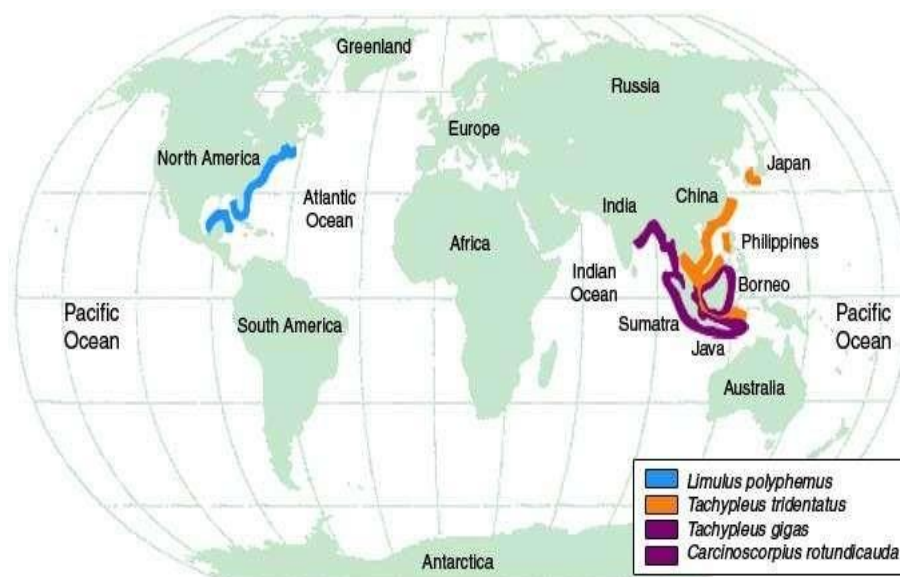 Greenland
Russia
Europe
North America
Japan
China
Atlantic
Ocean
India
Philippines
Africa
Indian
Ocean
Borneo
Pacific
Ocean
South America
Sumatra
Pacific
Ocean
Java
Australia
Limulus polyphemus
Tachypleus tridentatus
Tachypleus gigas
Carcinoscorpius rotundicauda
Antarctica